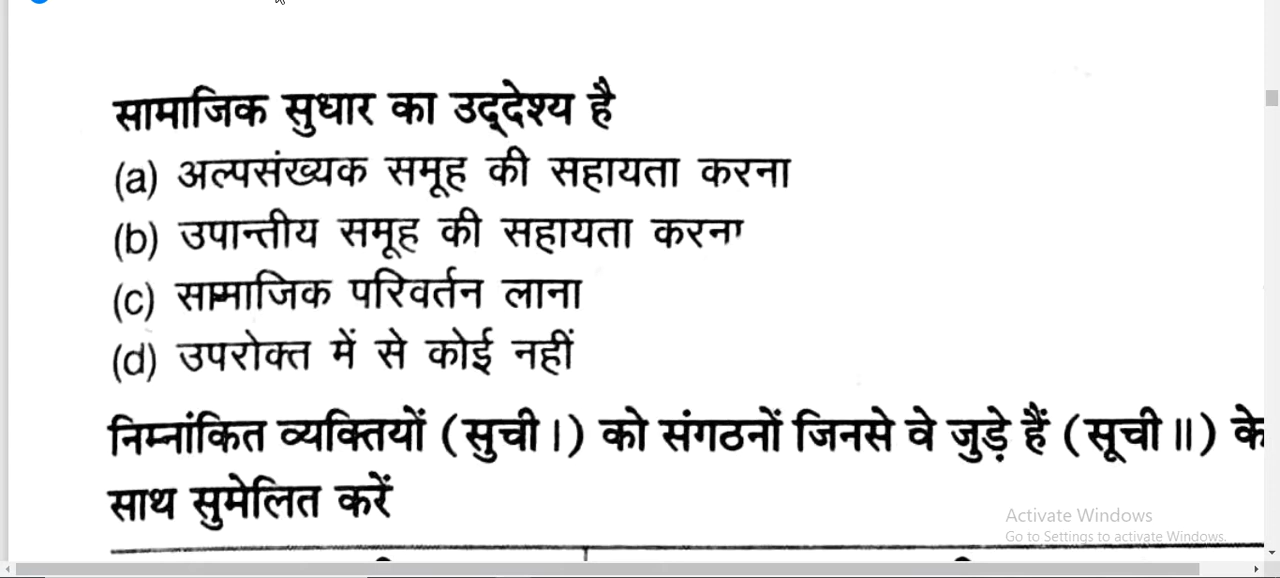 सामाजिक सुधार का उद्देश्य है
(a) अल्पसंख्यक समूह की सहायता करना
(b) उपान्तीय समूह की सहायता करना
(c) सामाजिक परिवर्तन लाना
(d) उपरोक्त में से कोई नहीं
निम्नांकित व्यक्तियों (सुची I) को संगठनों जिनसे वे जुड़े हैं (सूची II) के
साथ सुमेलित करें
Activate Windows
Go to Settings to activate Windows.